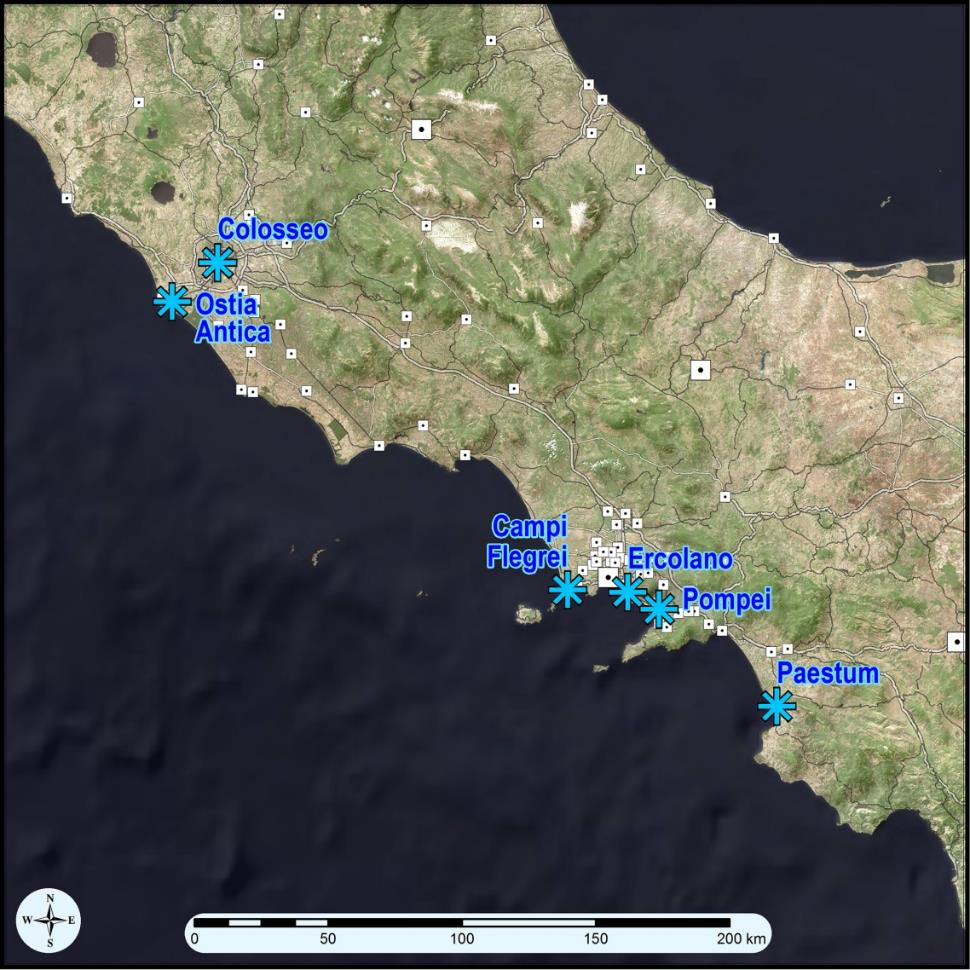 Colosseo
Ostia
Antica
Campi
Flegrei
Ercolano
Pompei
Paestum
N
W E
S
0 50 100 150 200 km